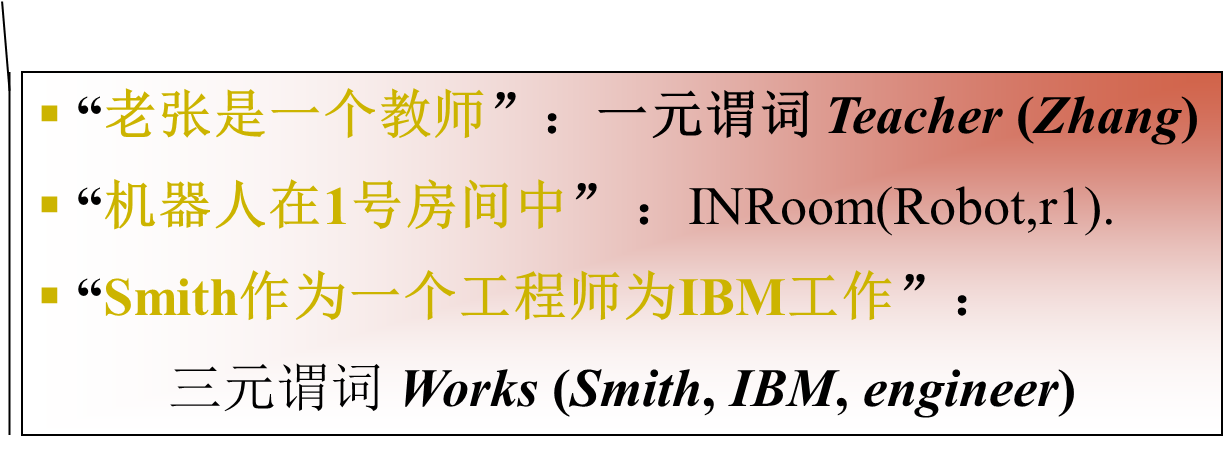 ▪ “老张是一个教师”：一元谓词 Teacher (Zhang)
▪ “机器人在1号房间中” ：INRoom(Robot,r1).
▪ “Smith作为一个工程师为IBM工作”：
三元谓词 Works (Smith, IBM, engineer)